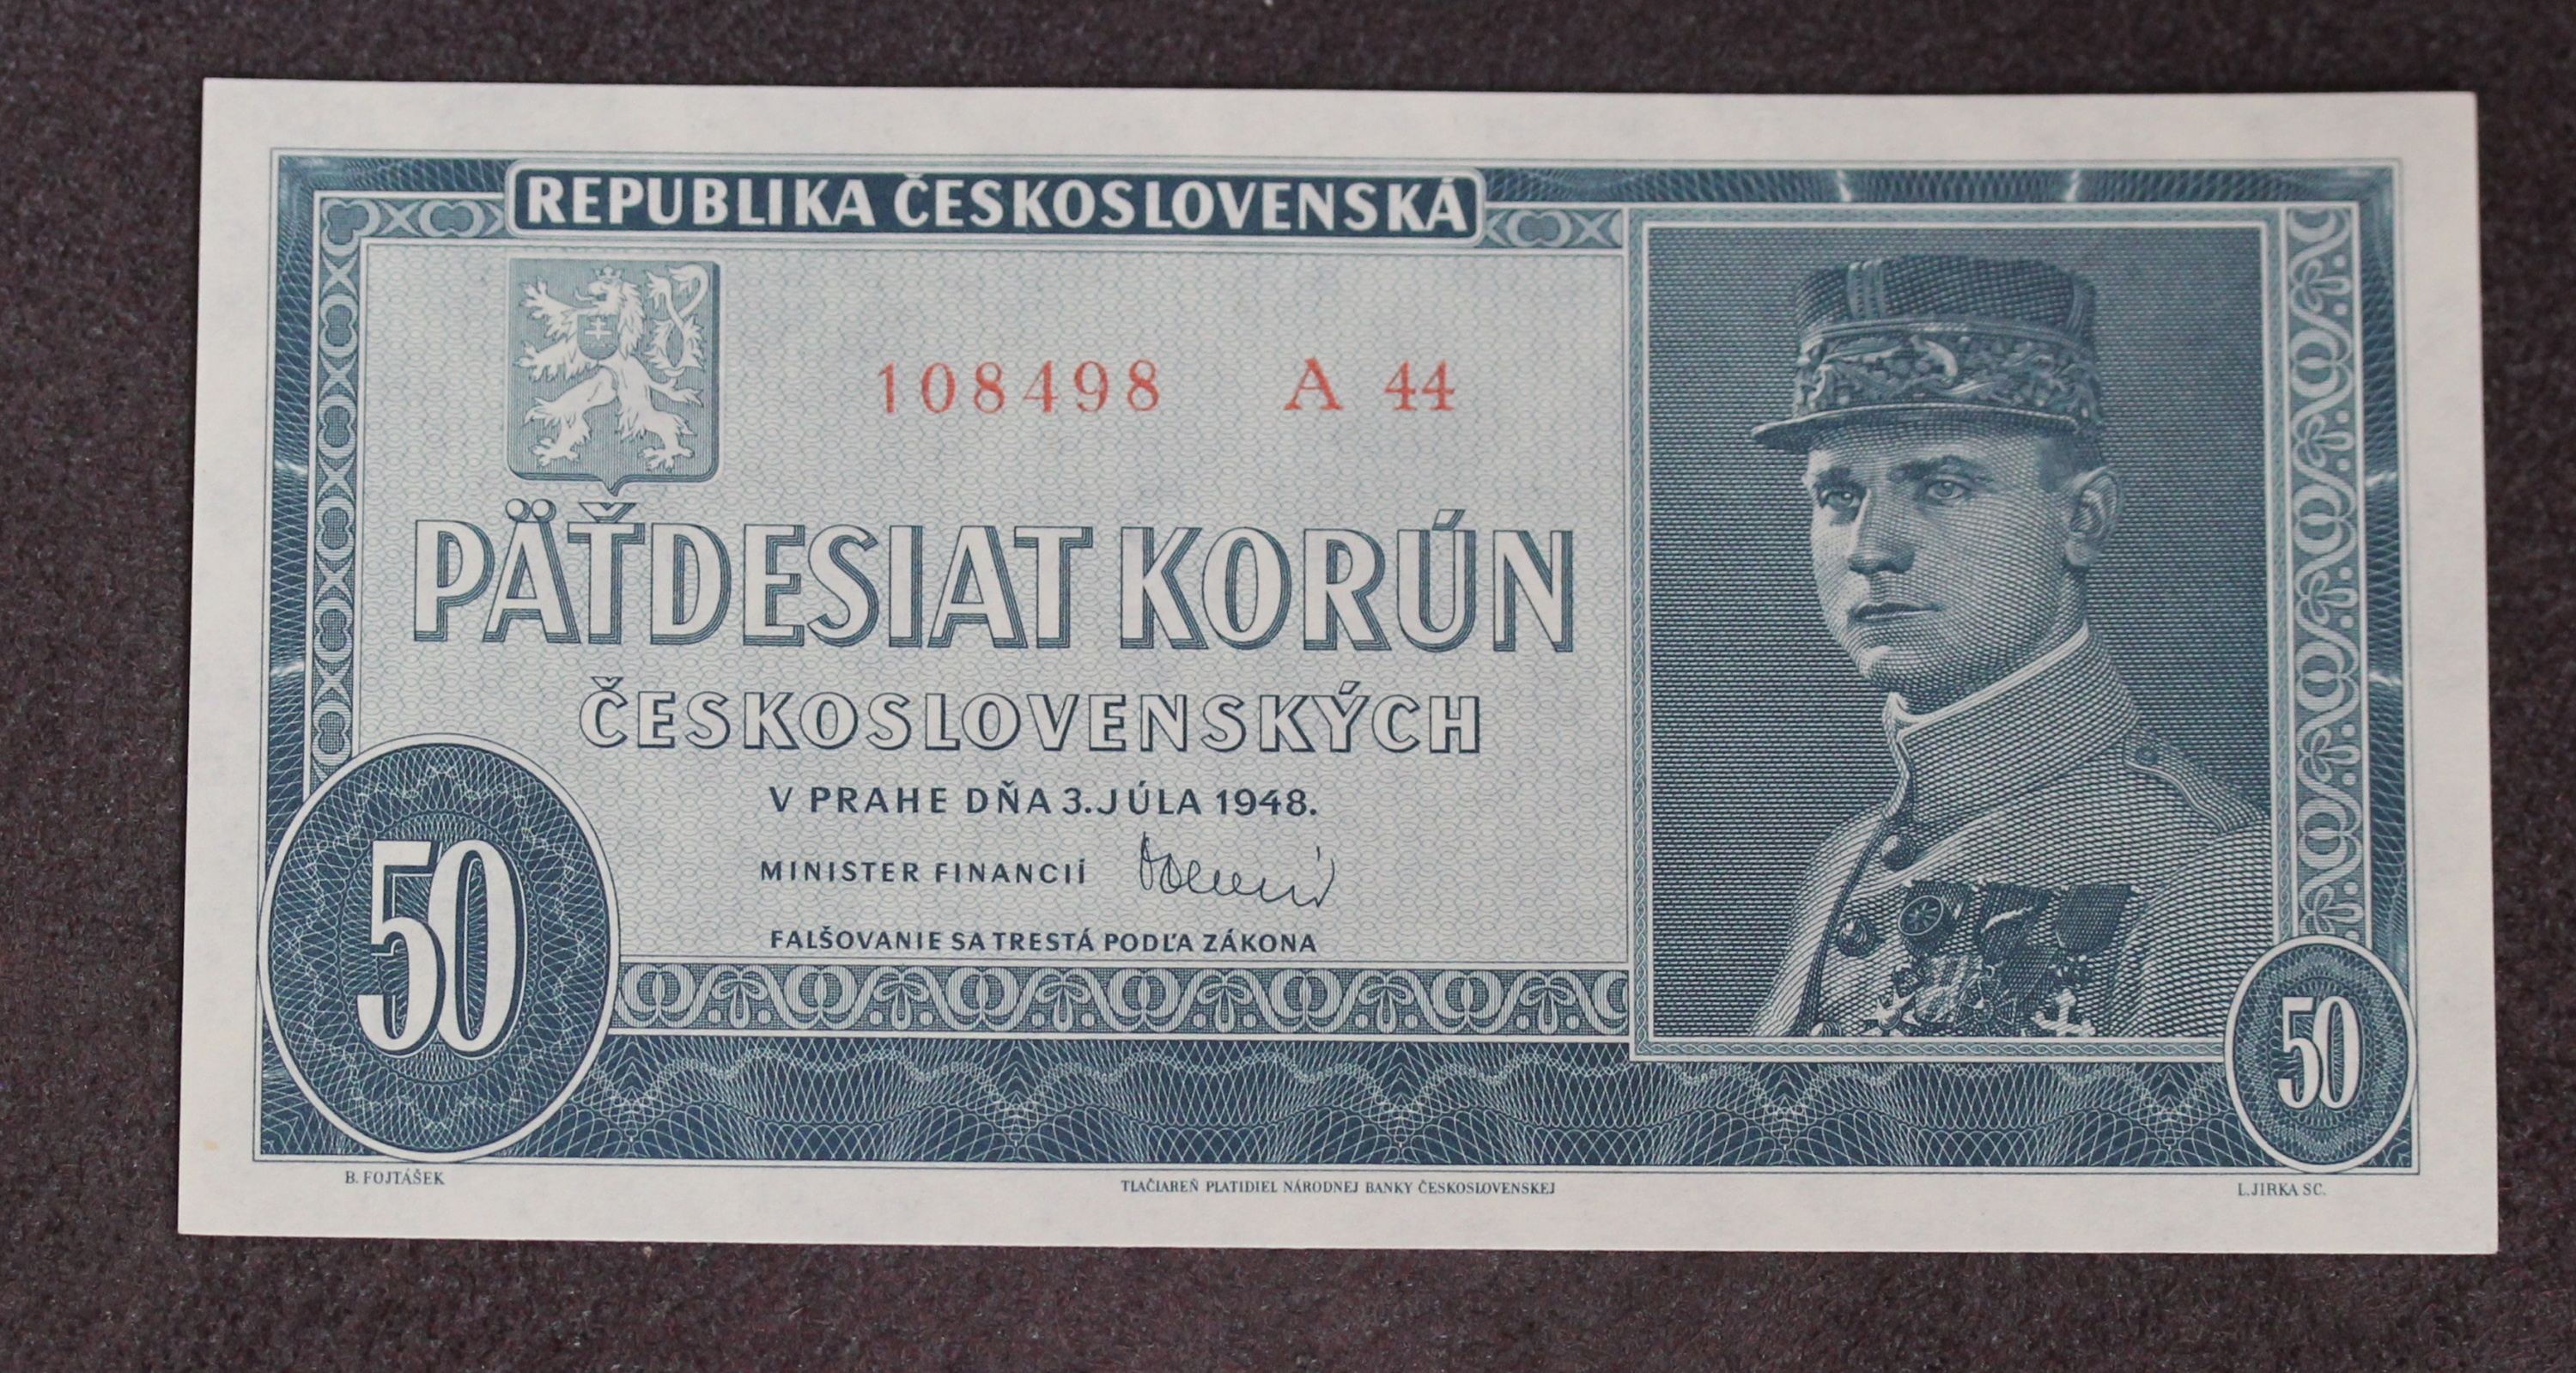 REPUBLIKA ČESKOSLOVENSKÁ
108498 A 44
PÄŤDESIAT KORÚN
ČESKOSLOVENSKÝCH
V PRAHE DŇA 3. JÚLA 1948.
MINISTER FINANCIÍ
FALŠOVANIE SA TRESTÁ PODĽA ZÁKONA
50
50
B. FOJTÁŠEK
TLAČIAREŇ PLATIDIEL NÁRODNEJ BANKY ČESKOSLOVENSKEJ
L. JIRKA SC.